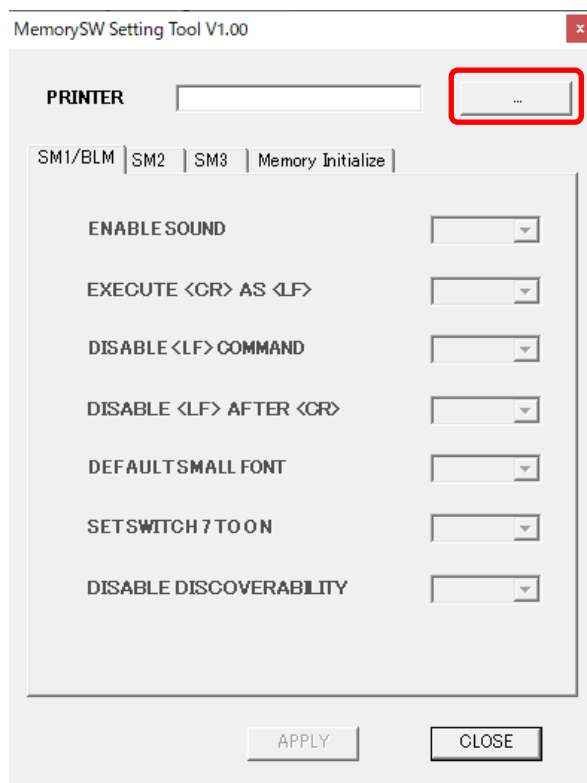 MemorySW Setting Tool V1.00
x
PRINTER ...
SM1/BLM SM2 SM3 Memory Initialize
ENABLE SOUND
EXECUTE <CR> AS <LF>
DISABLE <LF> COMMAND
DISABLE <LF> AFTER <CR>
DEFAULT SMALL FONT
SET SWITCH 7 TO ON
DISABLE DISCOVERABILITY
APPLY CLOSE